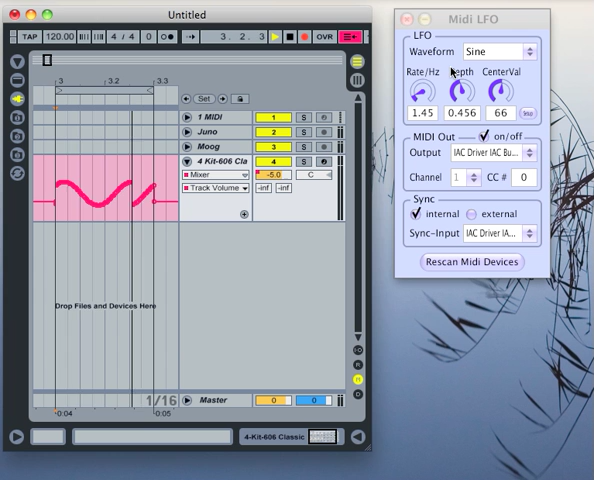 Untitled
TAP 120.00 4 / 4 3 . 2 . 3 OVR
3 3.2 3.3
Set
1 MIDI 1 S
Juno 2 S
Moog 3 S
4 Kit-606 Cla 4 S
Mixer -5.0 C
Track Volume -inf -inf
Drop Files and Devices Here
1/16 Master 0 0
0:04 0:05
4-Kit-606 Classic
I·O
R
M
D
Midi LFO
LFO
Waveform Sine
Rate/Hz Depth CenterVal
1.45 0.456 66
MIDI Out on/off
Output IAC Driver IAC Bu...
Channel 1 CC # 0
Sync
internal external
Sync-Input IAC Driver IA...
Rescan Midi Devices